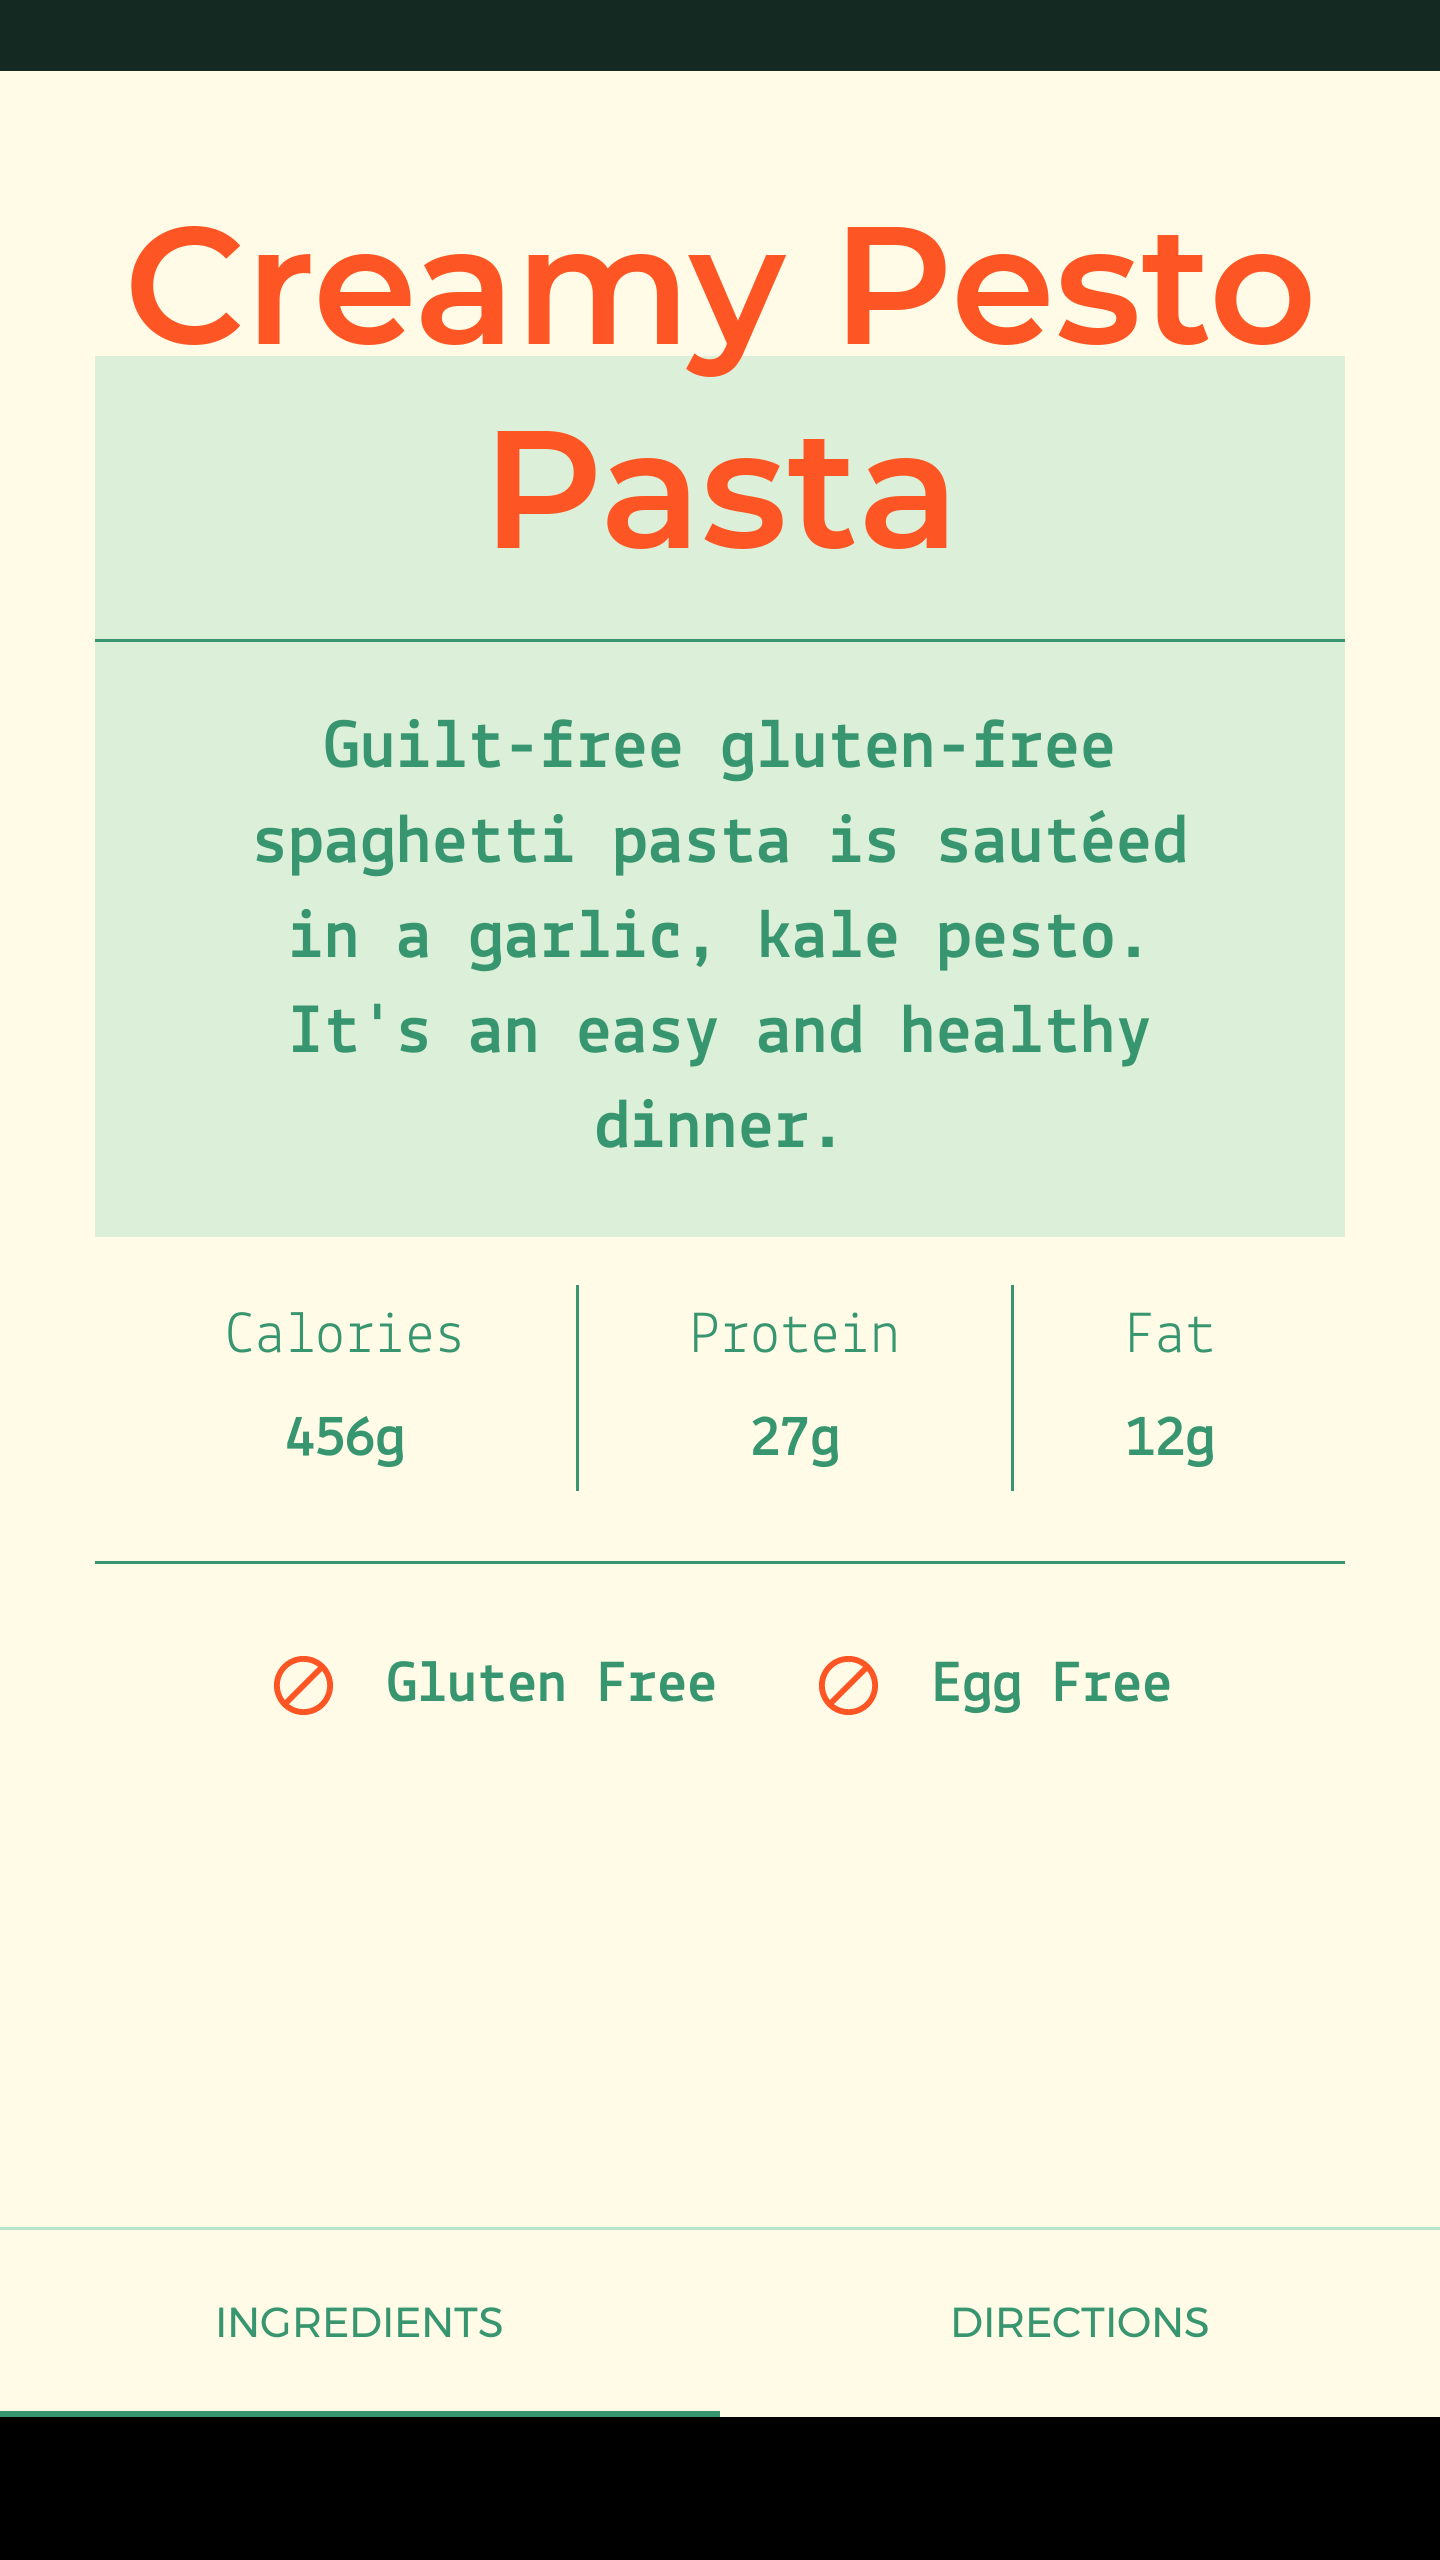 Creamy Pesto
Pasta
Guilt-free gluten-free
spaghetti pasta is sautéed
in a garlic, kale pesto.
It's an easy and healthy
dinner.
Calories Protein Fat
456g 27g 12g
Gluten Free Egg Free
INGREDIENTS DIRECTIONS